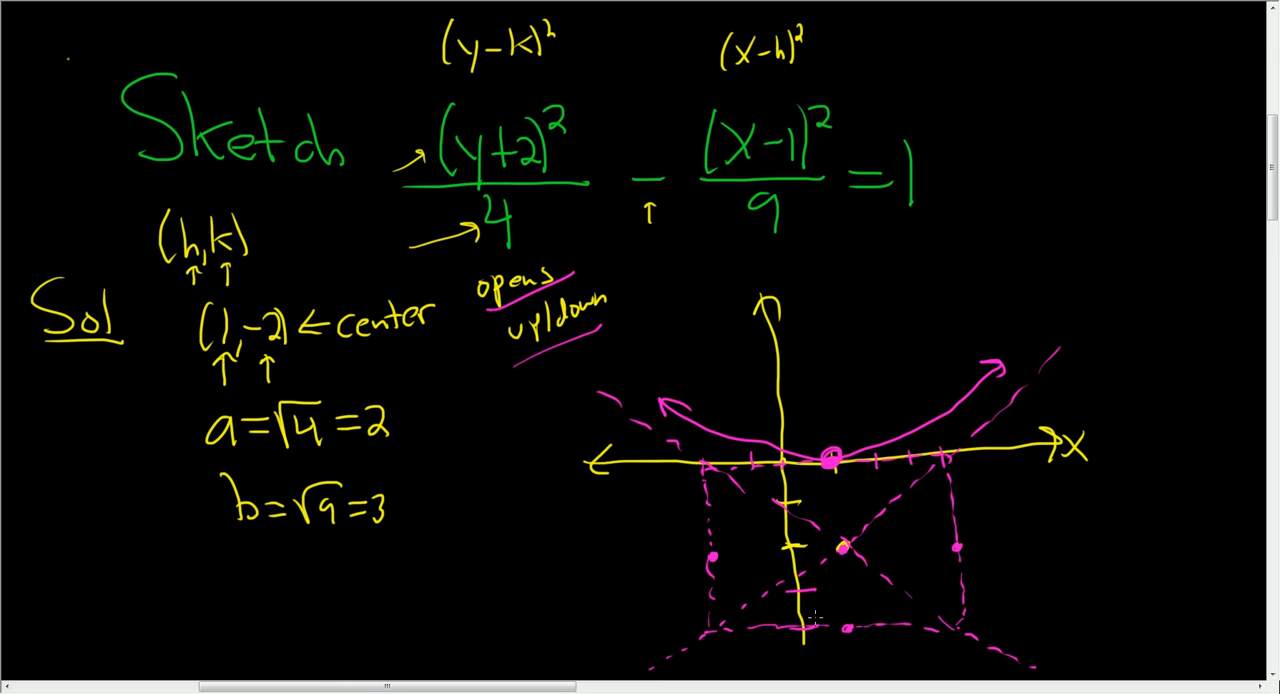 (y-k)² (x-h)²
Sketch (y+2)²/4 - (x-1)²/9 = 1
(h,k)
opens
up/down
Sol (1,-2) ← center
a=√4=2
b=√9=3
x